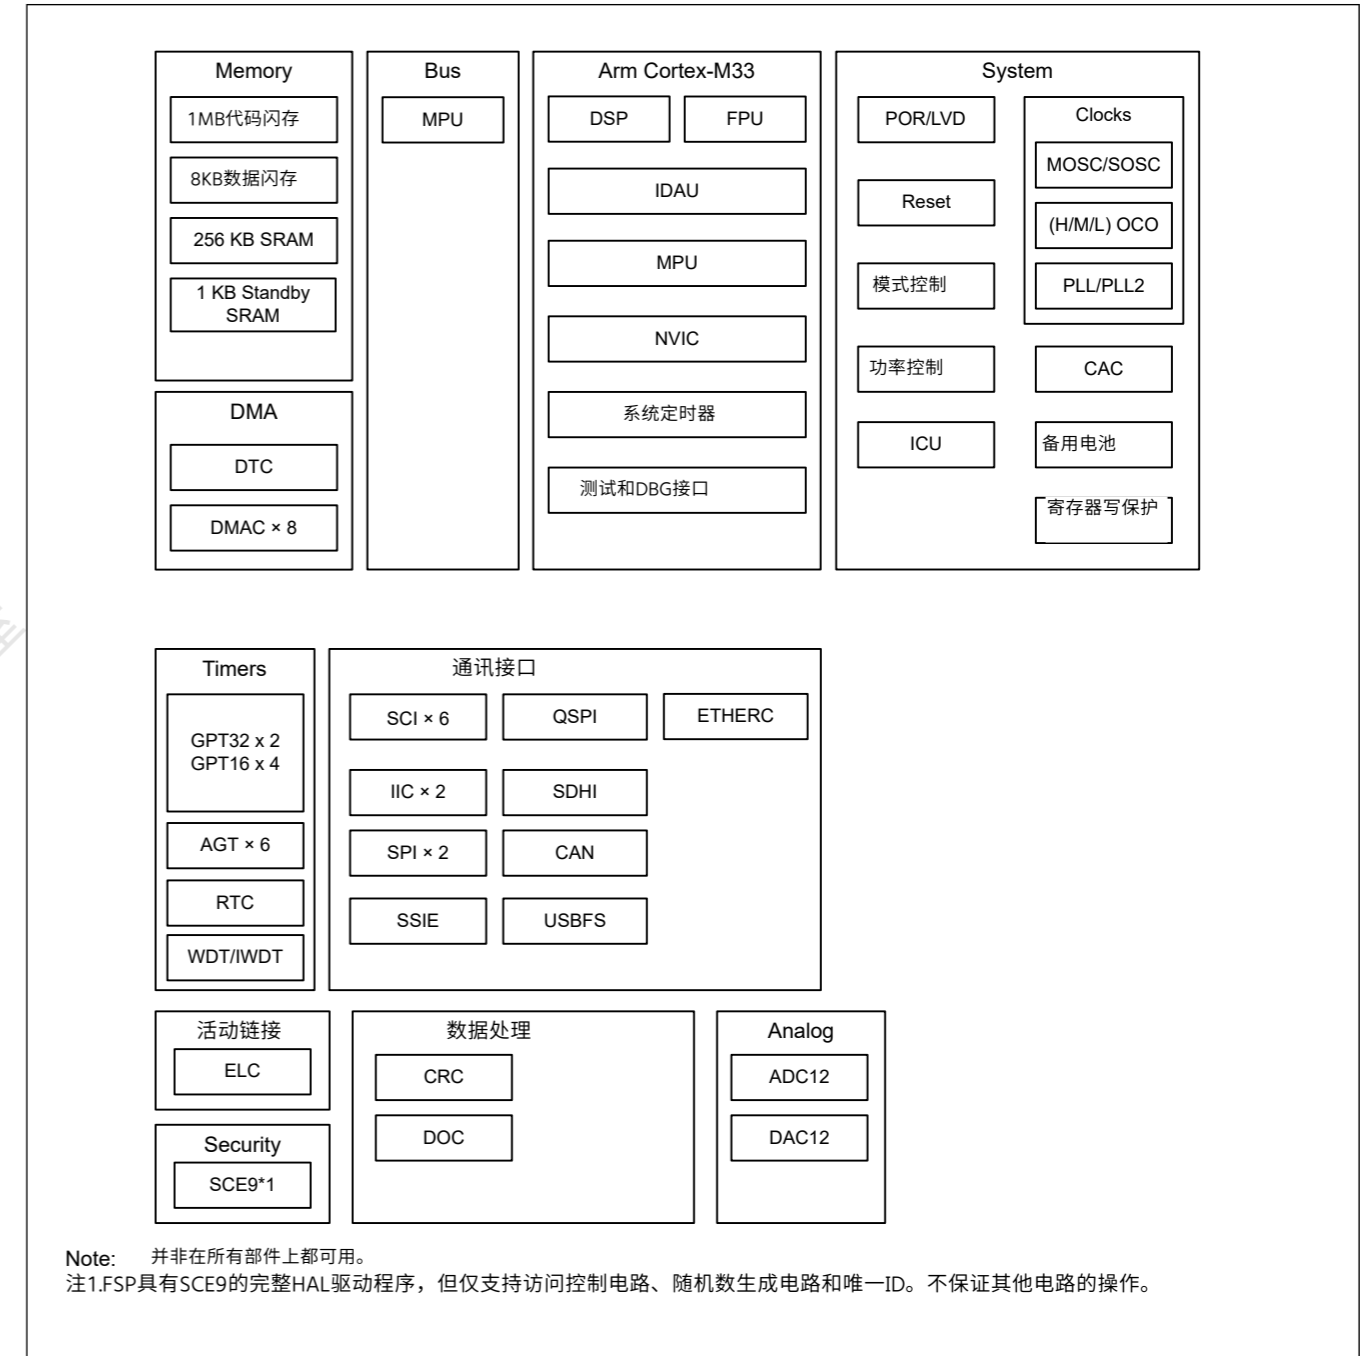 Memory
1MB代码闪存
8KB数据闪存
256 KB SRAM
1 KB Standby
SRAM
DMA
DTC
DMAC × 8
Bus
MPU
Arm Cortex-M33
DSP
FPU
IDAU
MPU
NVIC
系统定时器
测试和DBG接口
System
POR/LVD
Reset
模式控制
功率控制
ICU
Clocks
MOSC/SOSC
(H/M/L) OCO
PLL/PLL2
CAC
备用电池
寄存器写保护
Timers
GPT32 x 2
GPT16 x 4
AGT × 6
RTC
WDT/IWDT
通讯接口
SCI × 6
QSPI
ETHERC
IIC × 2
SDHI
SPI × 2
CAN
SSIE
USBFS
活动链接
ELC
Security
SCE9*1
数据处理
CRC
DOC
Analog
ADC12
DAC12
Note: 并非在所有部件上都可用。
注1.FSP具有SCE9的完整HAL驱动程序，但仅支持访问控制电路、随机数生成电路和唯一ID。不保证其他电路的操作。